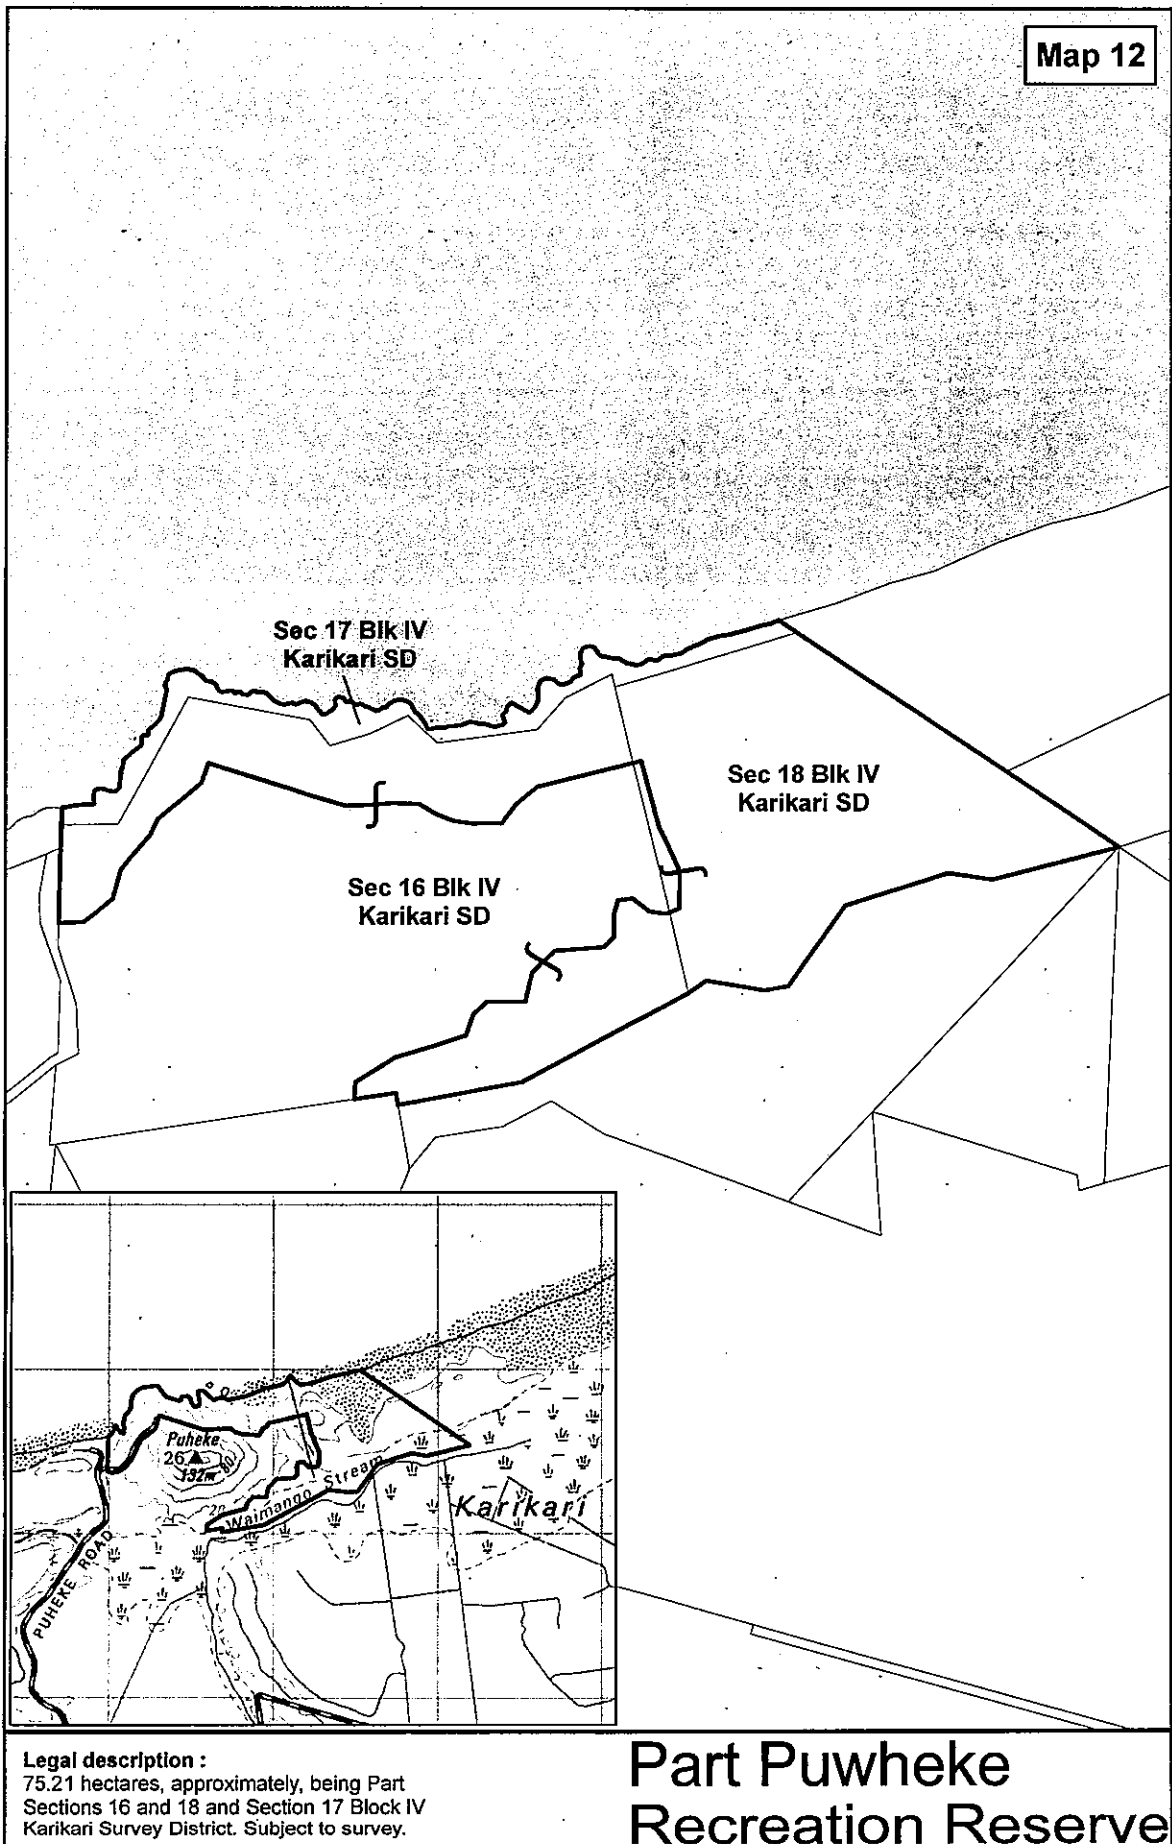 Map 12
Sec 17 Blk IV
Karikari SD
Sec 18 Blk IV
Karikari SD
Sec 16 Blk IV
Karikari SD
Puheke
26
132m
80
20
Waimango Stream
Karikari
PUHEKE ROAD
Legal description :
75.21 hectares, approximately, being Part
Sections 16 and 18 and Section 17 Block IV
Karikari Survey District. Subject to survey.
Part Puwheke
Recreation Reserve